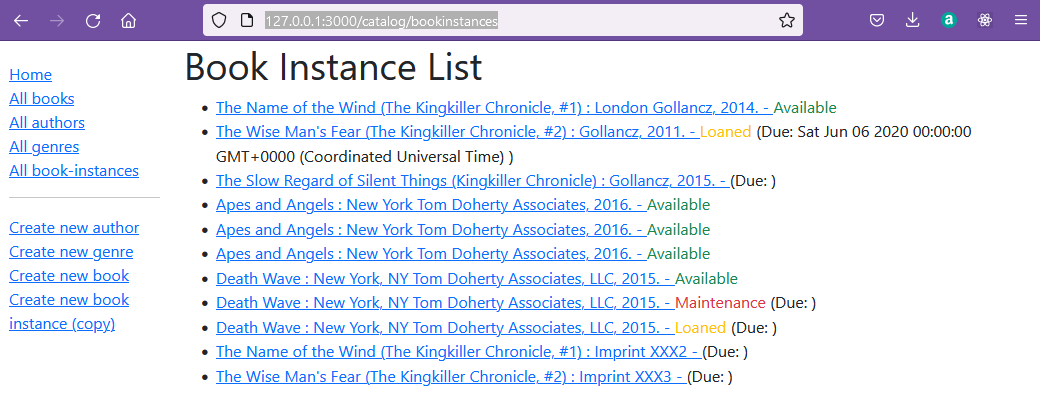 127.0.0.1:3000/catalog/bookinstances
Home
All books
All authors
All genres
All book-instances
Create new author
Create new genre
Create new book
Create new book
instance (copy)
Book Instance List
The Name of the Wind (The Kingkiller Chronicle, #1) : London Gollancz, 2014. - Available
The Wise Man's Fear (The Kingkiller Chronicle, #2) : Gollancz, 2011. - Loaned (Due: Sat Jun 06 2020 00:00:00
GMT+0000 (Coordinated Universal Time) )
The Slow Regard of Silent Things (Kingkiller Chronicle) : Gollancz, 2015. - (Due: )
Apes and Angels : New York Tom Doherty Associates, 2016. - Available
Apes and Angels : New York Tom Doherty Associates, 2016. - Available
Apes and Angels : New York Tom Doherty Associates, 2016. - Available
Death Wave : New York, NY Tom Doherty Associates, LLC, 2015. - Available
Death Wave : New York, NY Tom Doherty Associates, LLC, 2015. - Maintenance (Due: )
Death Wave : New York, NY Tom Doherty Associates, LLC, 2015. - Loaned (Due: )
The Name of the Wind (The Kingkiller Chronicle, #1) : Imprint XXX2 - (Due: )
The Wise Man's Fear (The Kingkiller Chronicle, #2) : Imprint XXX3 - (Due: )